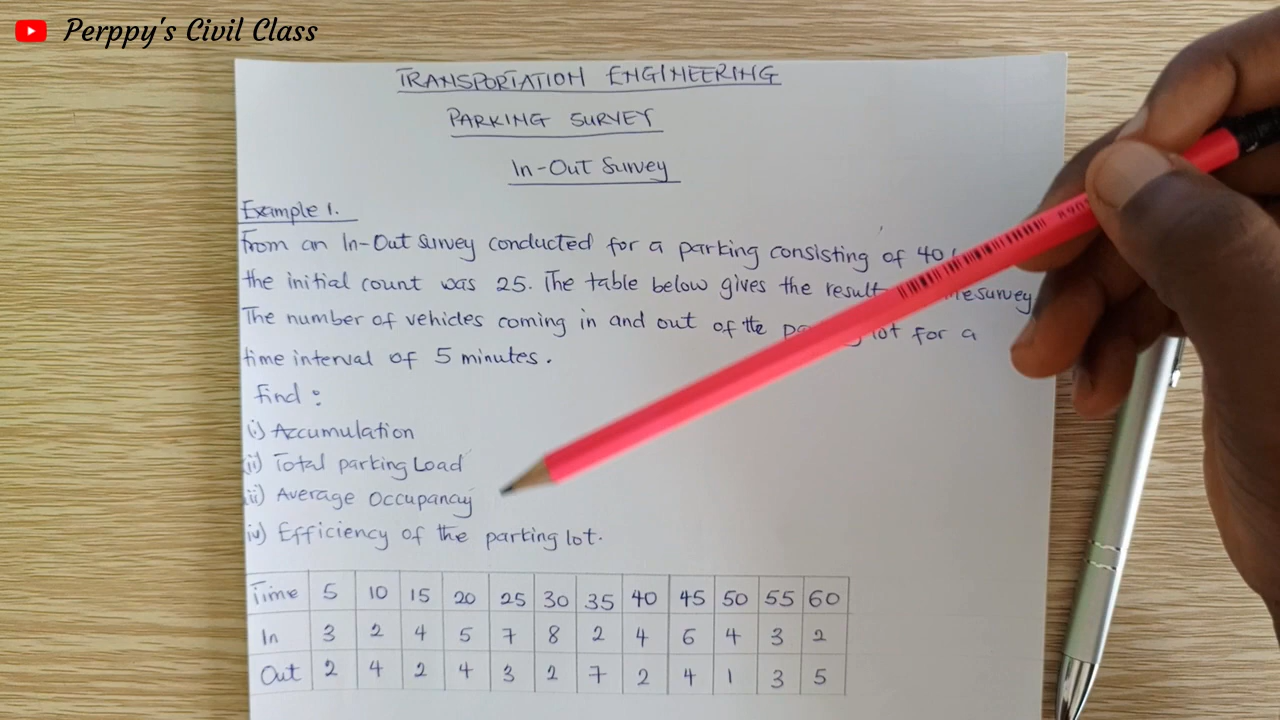 Perppy's Civil Class
TRANSPORTATION ENGINEERING
PARKING SURVEY
In-Out Survey
Example 1.
From an In-Out survey conducted for a parking consisting of 40
the initial count was 25. The table below gives the result survey
The number of vehicles coming in and out of the lot for a
time interval of 5 minutes.
Find:
(i) Accumulation
(ii) Total parking Load
(iii) Average Occupancy
(iv) Efficiency of the parking lot.
Time 5 10 15 20 25 30 35 40 45 50 55 60
In 3 2 4 5 7 8 2 4 6 4 3 2
Out 2 4 2 4 3 2 7 2 4 1 3 5